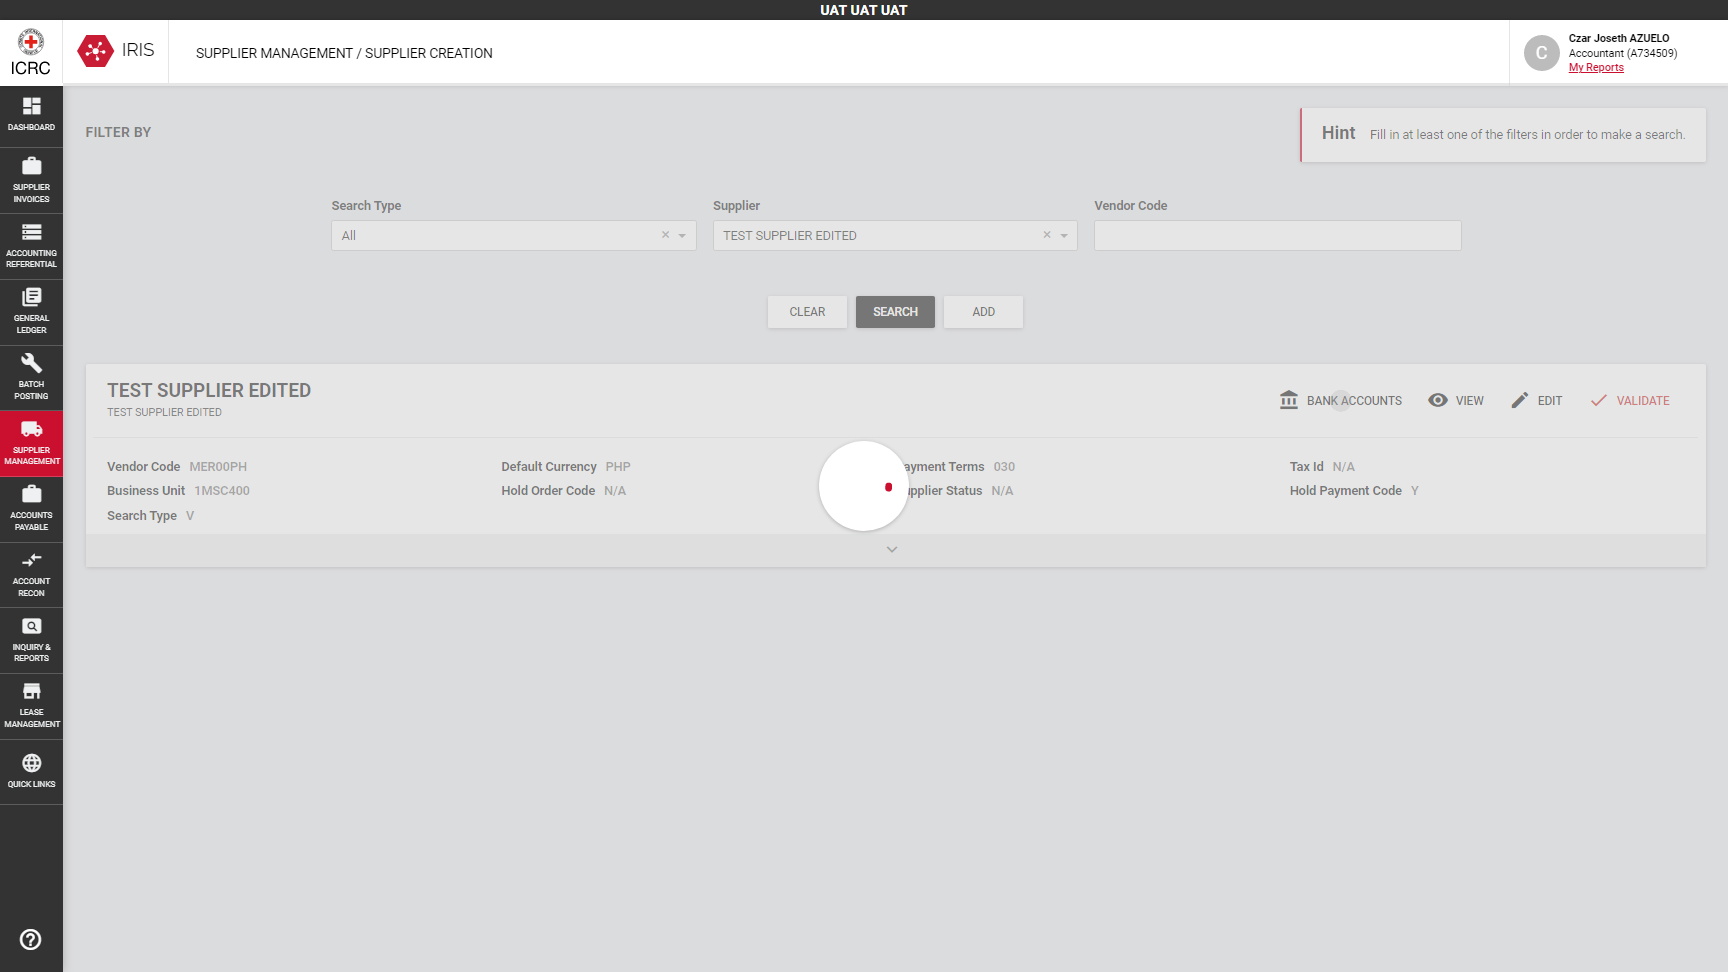 UAT UAT UAT
ICRC
IRIS
SUPPLIER MANAGEMENT / SUPPLIER CREATION
C
Czar Joseth AZUELO
Accountant (A734509)
My Reports
DASHBOARD
SUPPLIER
INVOICES
ACCOUNTING
REFERENTIAL
GENERAL
LEDGER
BATCH
POSTING
SUPPLIER
MANAGEMENT
ACCOUNTS
PAYABLE
ACCOUNT
RECON
INQUIRY &
REPORTS
LEASE
MANAGEMENT
QUICK LINKS
FILTER BY
Hint Fill in at least one of the filters in order to make a search.
Search Type
All
Supplier
TEST SUPPLIER EDITED
Vendor Code
CLEAR
SEARCH
ADD
TEST SUPPLIER EDITED
TEST SUPPLIER EDITED
BANK ACCOUNTS
VIEW
EDIT
VALIDATE
Vendor Code MER00PH
Default Currency PHP
ayment Terms 030
Tax Id N/A
Business Unit 1MSC400
Hold Order Code N/A
upplier Status N/A
Hold Payment Code Y
Search Type V